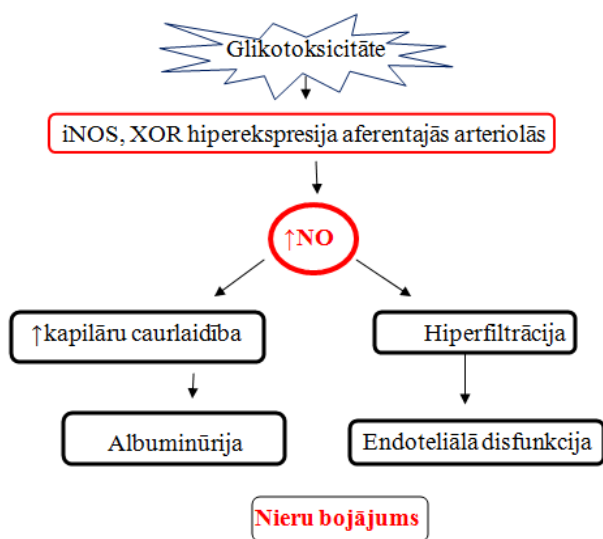 Glikotoksicitāte
iNOS, XOR hiperekspresija aferentajās arteriolās
↑NO
↑kapilāru caurlaidība
Hiperfiltrācija
Albuminūrija
Endoteliālā disfunkcija
Nieru bojājums